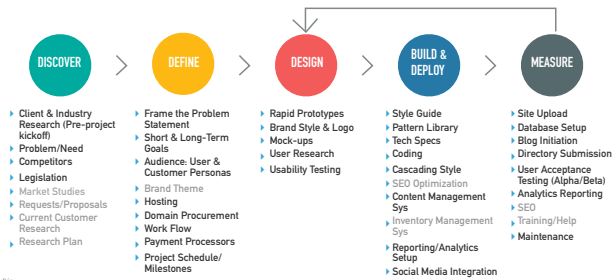 DISCOVER
DEFINE
DESIGN
BUILD &
DEPLOY
MEASURE
Client & Industry
Research (Pre-project
kickoff)
Problem/Need
Competitors
Legislation
Market Studies
Requests/Proposals
Current Customer
Research
Research Plan
Frame the Problem
Statement
Short & Long-Term
Goals
Audience: User &
Customer Personas
Brand Theme
Hosting
Domain Procurement
Work Flow
Payment Processors
Project Schedule/
Milestones
Rapid Prototypes
Brand Style & Logo
Mock-ups
User Research
Usability Testing
Style Guide
Pattern Library
Tech Specs
Coding
Cascading Style
SEO Optimization
Content Management
Sys
Inventory Management
Sys
Reporting/Analytics
Setup
Social Media Integration
Site Upload
Database Setup
Blog Initiation
Directory Submission
User Acceptance
Testing (Alpha/Beta)
Analytics Reporting
SEO
Training/Help
Maintenance